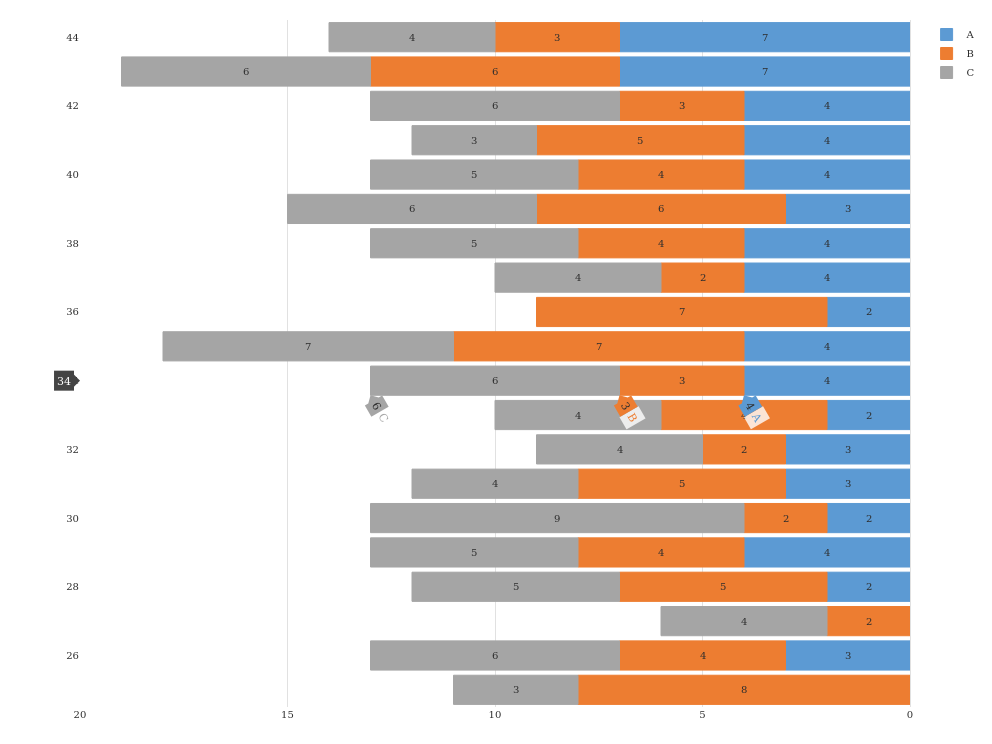 44 4 3 7 A
6 6 7 B
42 6 3 4 C
3 5 4
40 5 4 4
6 6 3
38 5 4 4
4 2 4
36 7 2
7 7 4
34 6 3 4
6 C 3 B 4 A
4 2
32 4 2 3
4 5 3
30 9 2 2
5 4 4
28 5 5 2
4 2
26 6 4 3
3 8
20 15 10 5 0